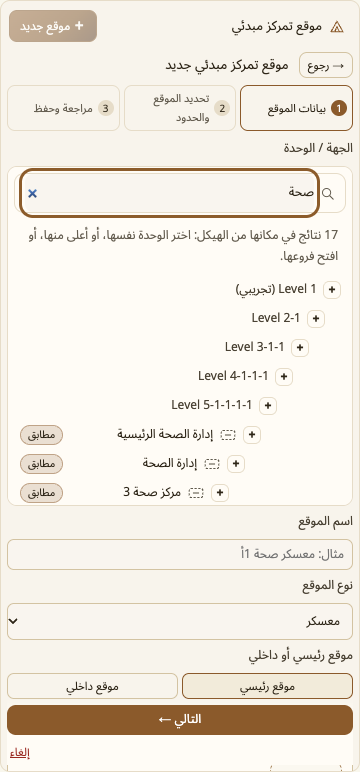 موقع تمركز مبدئي
+ موقع جديد
→ رجوع
موقع تمركز مبدئي جديد
1 بيانات الموقع
2 تحديد الموقع والحدود
3 مراجعة وحفظ
الجهة / الوحدة
صحة ×
17 نتائج في مكانها من الهيكل: اختر الوحدة نفسها، أو أعلى منها، أو
افتح فروعها.
+ Level 1 (تجريبي)
+ Level 2-1
+ Level 3-1-1
+ Level 4-1-1-1
+ Level 5-1-1-1-1
+ إدارة الصحة الرئيسية مطابق
+ إدارة الصحة مطابق
+ مركز صحة 3 مطابق
اسم الموقع
مثال: معسكر صحة 1أ
نوع الموقع
معسكر
موقع رئيسي أو داخلي
موقع رئيسي
موقع داخلي
التالي ←
إلغاء